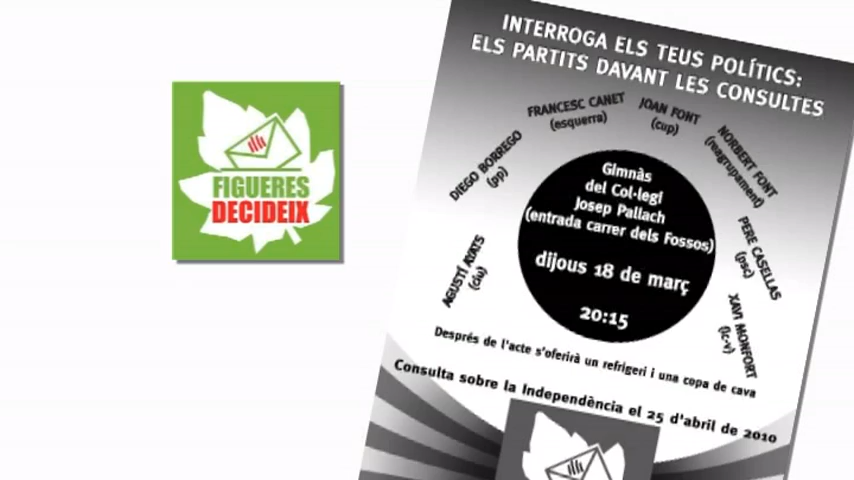 FIGUERES
DECIDEIX
INTERROGA ELS TEUS POLÍTICS:
ELS PARTITS DAVANT LES CONSULTES
AGUSTÍ AYATS
(ciu)
DIEGO BORREGO
(pp)
FRANCESC CANET
(esquerra)
JOAN FONT
(cup)
NORBERT FONT
(reagrupament)
PERE CASELLAS
(psc)
XAVI MONFORT
(ic-v)
Gimnàs
del Col·legi
Josep Pallach
(entrada carrer dels Fossos)
dijous 18 de març
20:15
Després de l'acte s'oferirà un refrigeri i una copa de cava
Consulta sobre la Independència el 25 d'abril de 2010